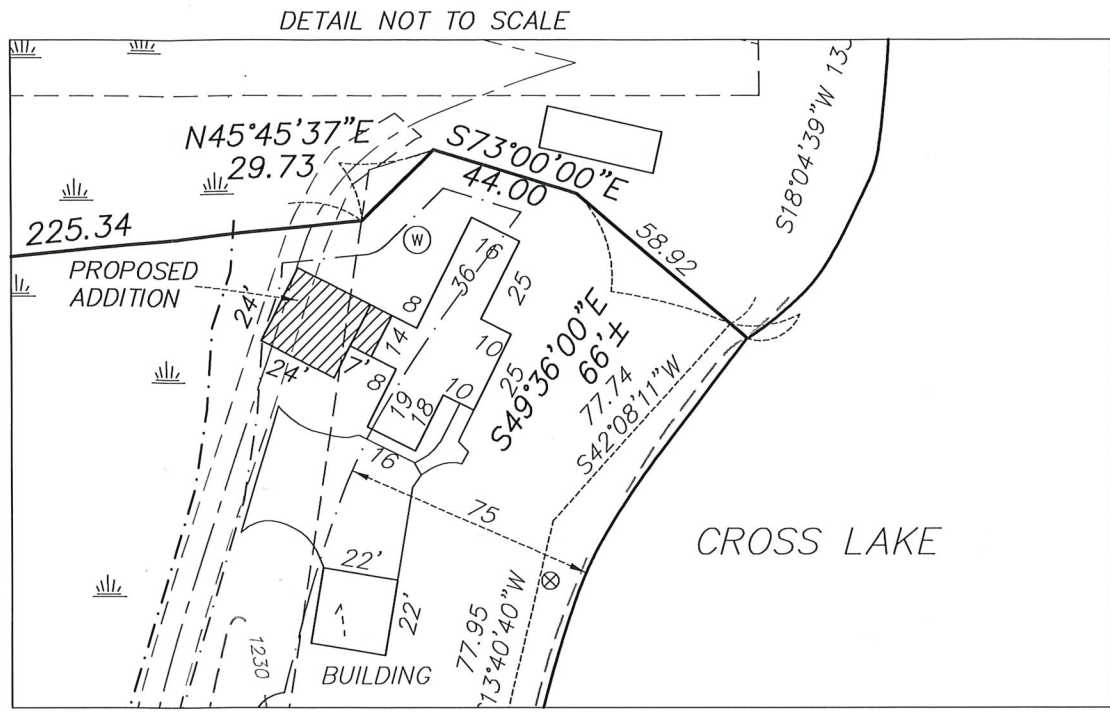 DETAIL NOT TO SCALE
N45°45'37"E
29.73
S73°00'00"E
44.00
S18°04'39"W 133
225.34
W
58.92
PROPOSED
ADDITION
24'
24'
7'
8
14
8
16
36
25
10
25
10
19
18
16
S49°36'00"E
66'±
77.74
S42°08'11"W
75
CROSS LAKE
22'
22'
77.95
S13°40'40"W
1230
BUILDING